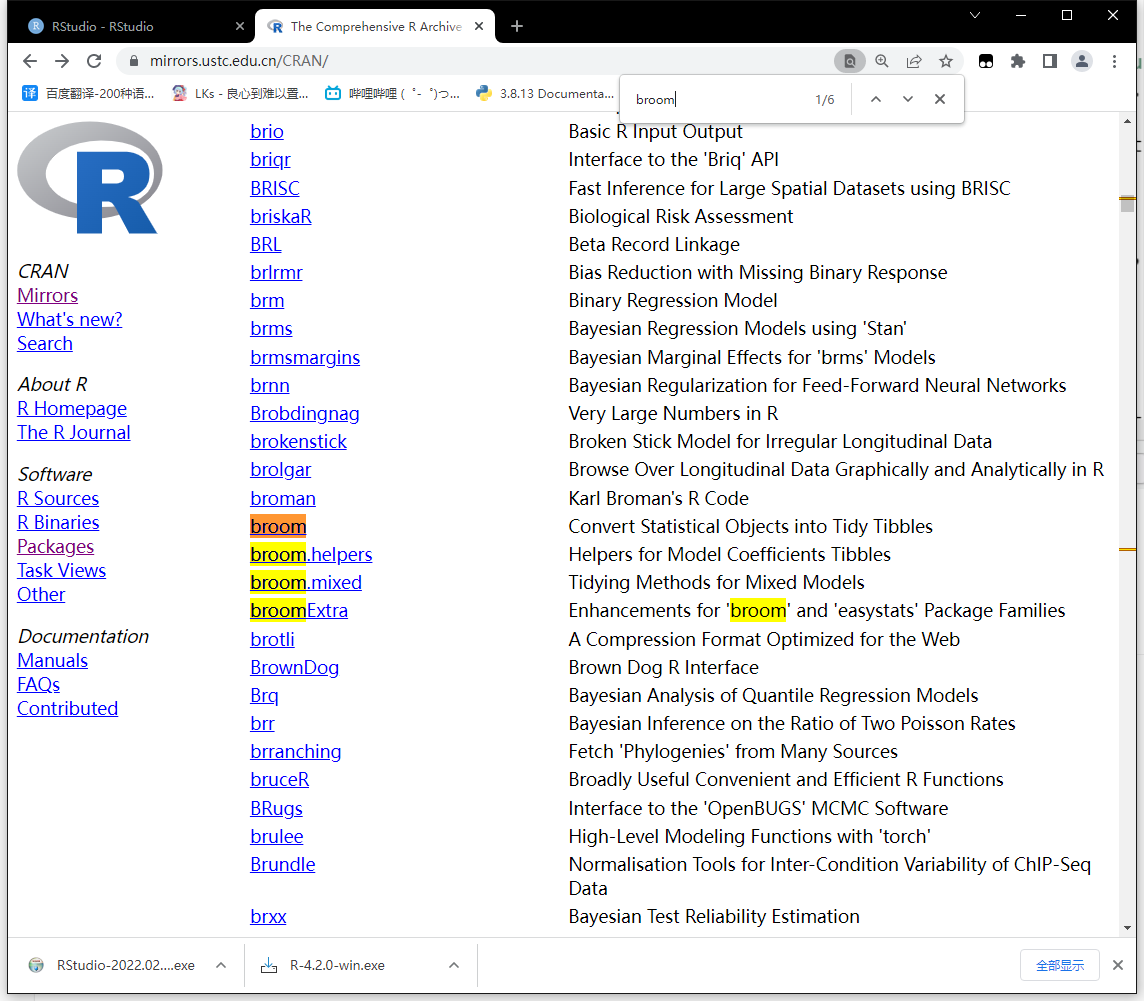 RStudio - RStudio
The Comprehensive R Archive
mirrors.ustc.edu.cn/CRAN/
百度翻译-200种语...
LKs - 良心到难以置...
哔哩哔哩 ( ゜- ゜)つ...
3.8.13 Documenta...
broom
1/6
CRAN
Mirrors
What's new?
Search
About R
R Homepage
The R Journal
Software
R Sources
R Binaries
Packages
Task Views
Other
Documentation
Manuals
FAQs
Contributed
brio Basic R Input Output
briqr Interface to the 'Briq' API
BRISC Fast Inference for Large Spatial Datasets using BRISC
briskaR Biological Risk Assessment
BRL Beta Record Linkage
brlrmr Bias Reduction with Missing Binary Response
brm Binary Regression Model
brms Bayesian Regression Models using 'Stan'
brmsmargins Bayesian Marginal Effects for 'brms' Models
brnn Bayesian Regularization for Feed-Forward Neural Networks
Brobdingnag Very Large Numbers in R
brokenstick Broken Stick Model for Irregular Longitudinal Data
brolgar Browse Over Longitudinal Data Graphically and Analytically in R
broman Karl Broman's R Code
broom Convert Statistical Objects into Tidy Tibbles
broom.helpers Helpers for Model Coefficients Tibbles
broom.mixed Tidying Methods for Mixed Models
broomExtra Enhancements for 'broom' and 'easystats' Package Families
brotli A Compression Format Optimized for the Web
BrownDog Brown Dog R Interface
Brq Bayesian Analysis of Quantile Regression Models
brr Bayesian Inference on the Ratio of Two Poisson Rates
brranching Fetch 'Phylogenies' from Many Sources
bruceR Broadly Useful Convenient and Efficient R Functions
BRugs Interface to the 'OpenBUGS' MCMC Software
brulee High-Level Modeling Functions with 'torch'
Brundle Normalisation Tools for Inter-Condition Variability of ChIP-Seq
Data
brxx Bayesian Test Reliability Estimation
RStudio-2022.02....exe
R-4.2.0-win.exe
全部显示